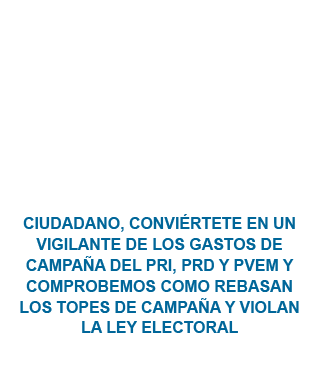 CIUDADANO, CONVIÉRTETE EN UN
VIGILANTE DE LOS GASTOS DE
CAMPAÑA DEL PRI, PRD Y PVEM Y
COMPROBEMOS COMO REBASAN
LOS TOPES DE CAMPAÑA Y VIOLAN
LA LEY ELECTORAL